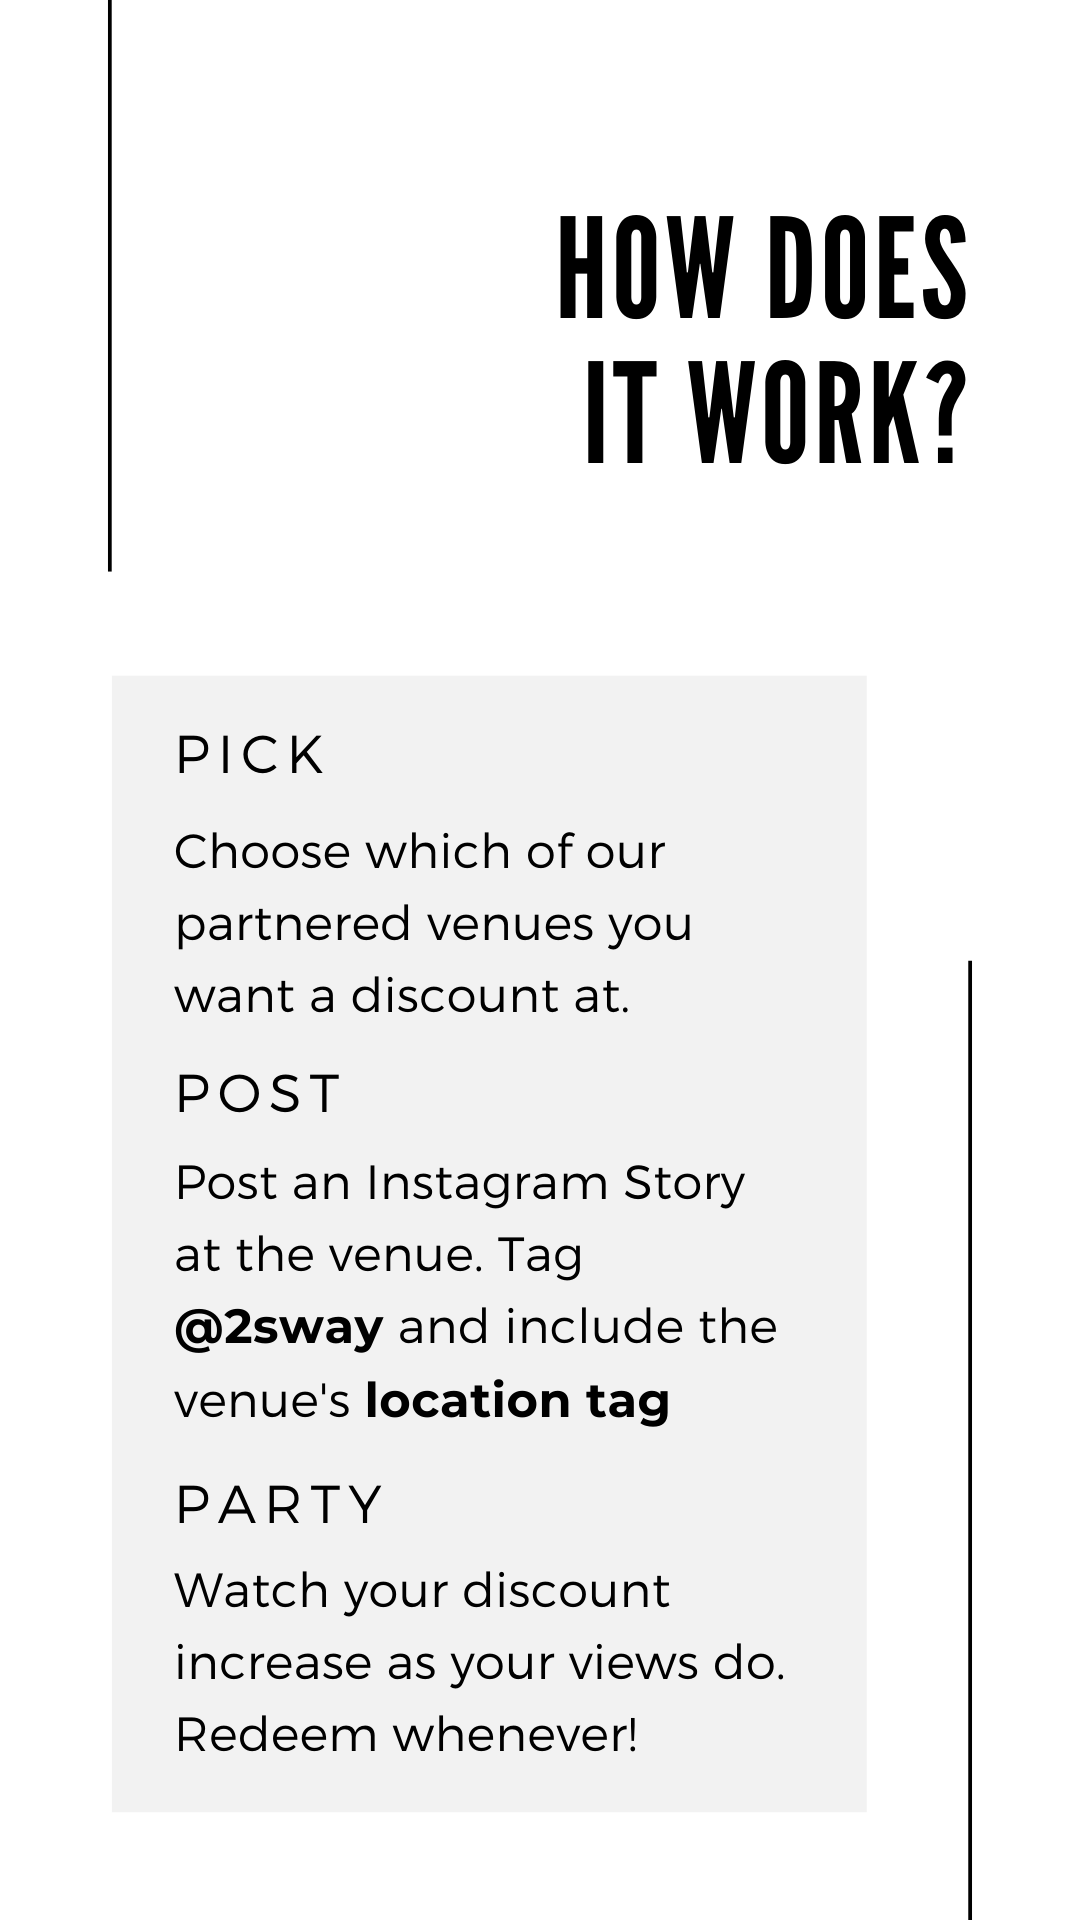 HOW DOES
IT WORK?
PICK
Choose which of our
partnered venues you
want a discount at.
POST
Post an Instagram Story
at the venue. Tag
@2sway and include the
venue's location tag
PARTY
Watch your discount
increase as your views do.
Redeem whenever!